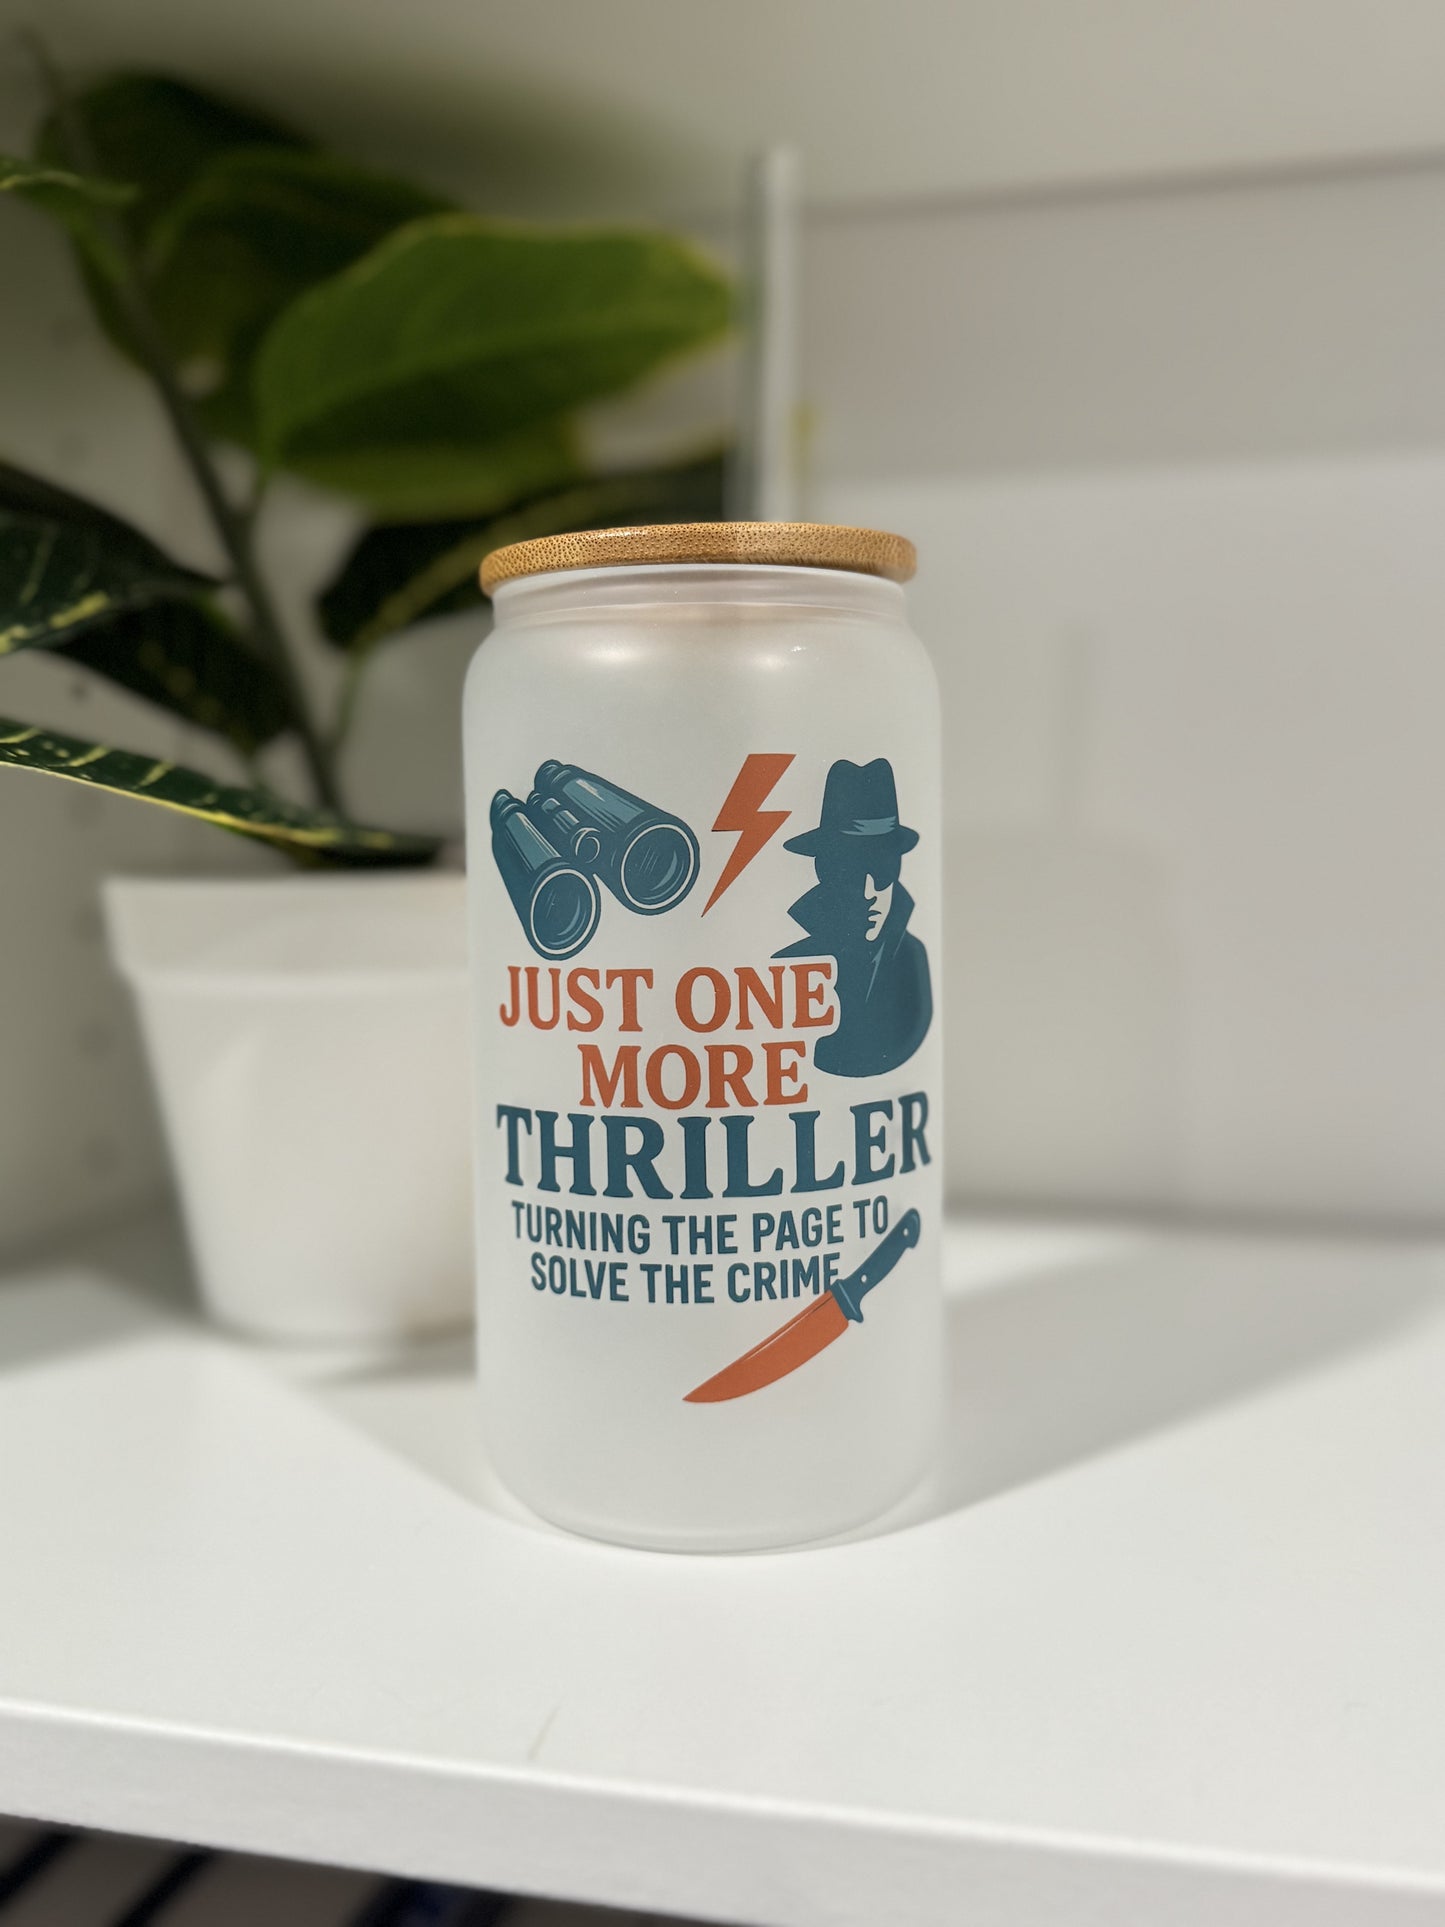 JUST ONE
MORE
THRILLER
TURNING THE PAGE TO
SOLVE THE CRIME